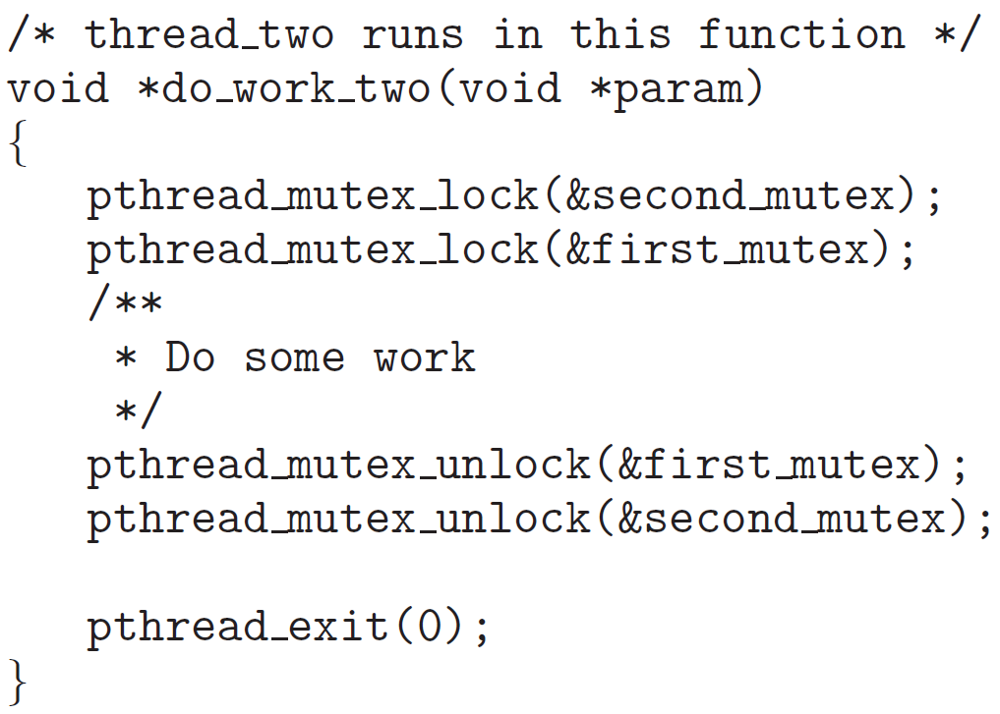 /* thread_two runs in this function */
void *do_work_two(void *param)
{
   pthread_mutex_lock(&second_mutex);
   pthread_mutex_lock(&first_mutex);
   /**
    * Do some work
    */
   pthread_mutex_unlock(&first_mutex);
   pthread_mutex_unlock(&second_mutex);

   pthread_exit(0);
}